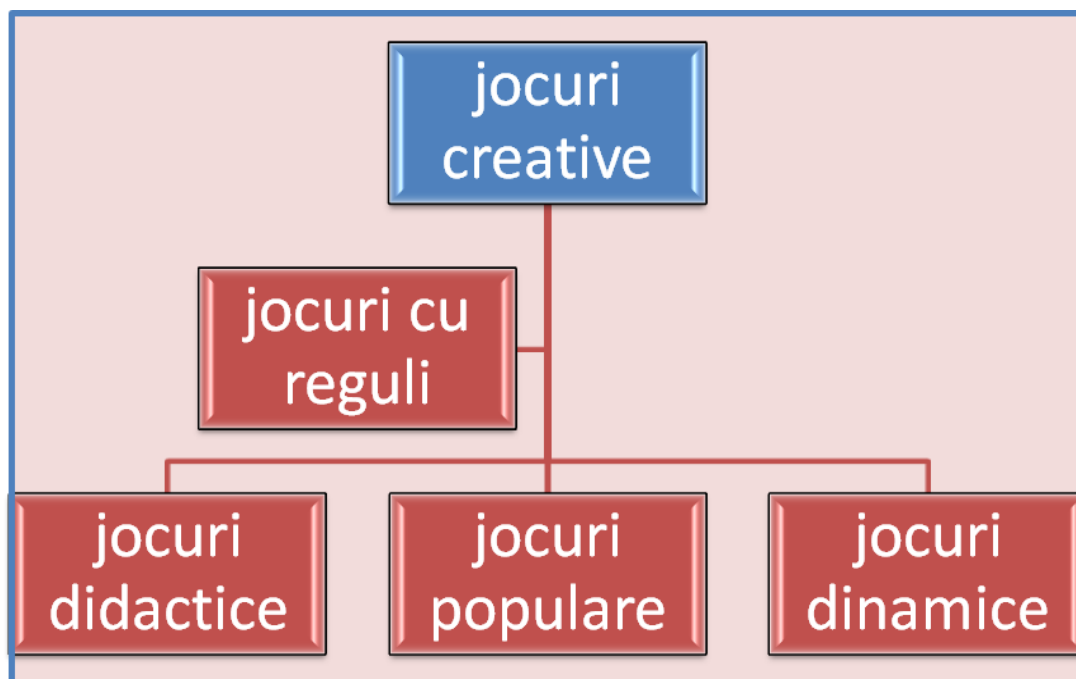 jocuri
creative
jocuri cu
reguli
jocuri
didactice
jocuri
populare
jocuri
dinamice